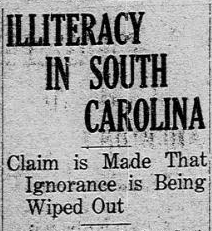 ILLITERACY
IN SOUTH
CAROLINA
Claim is Made That
Ignorance is Being
Wiped Out